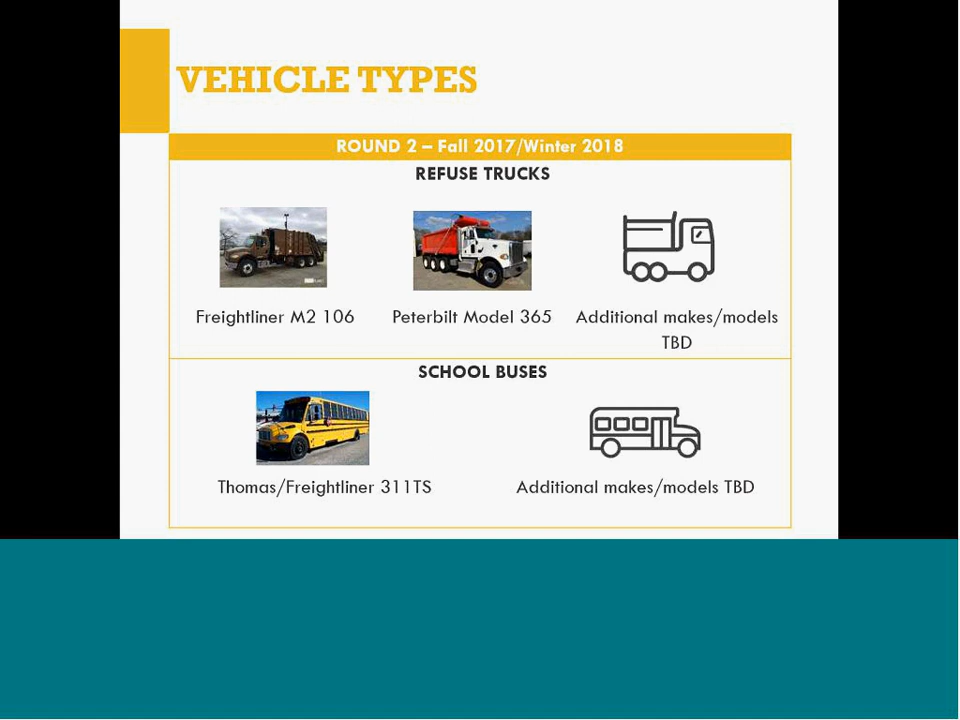 VEHICLE TYPES
ROUND 2 – Fall 2017/Winter 2018
REFUSE TRUCKS
Freightliner M2 106
Peterbilt Model 365
Additional makes/models
TBD
SCHOOL BUSES
Thomas/Freightliner 311TS
Additional makes/models TBD